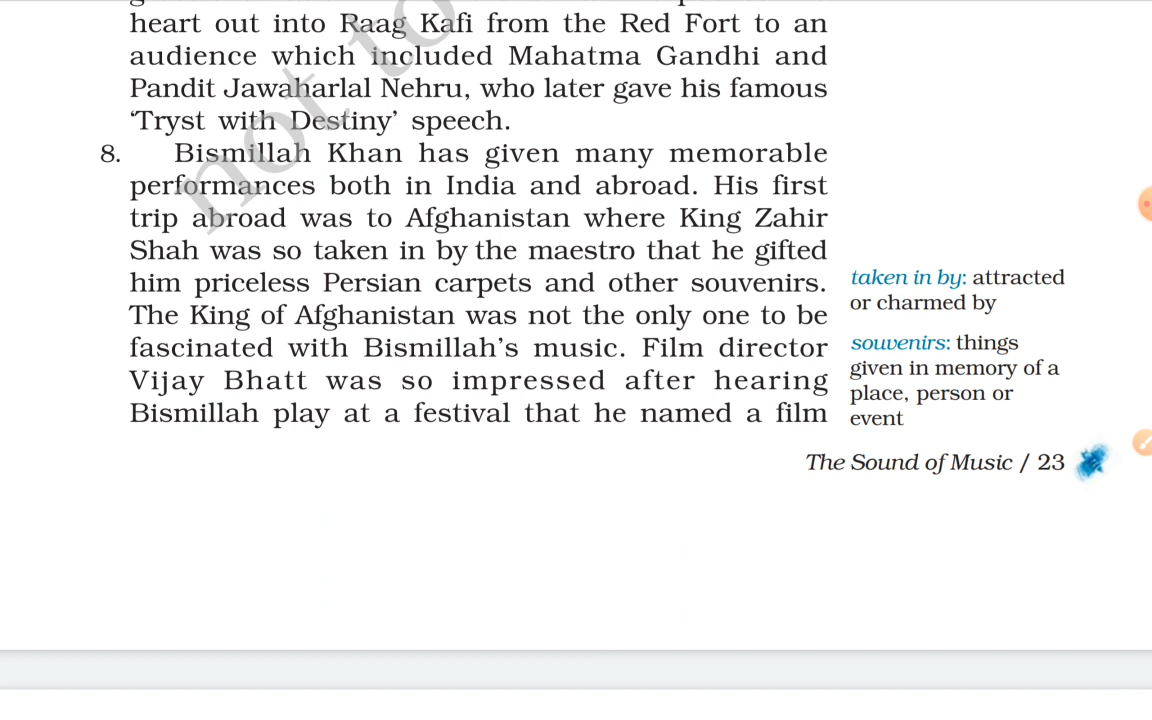 heart out into Raag Kafi from the Red Fort to an
audience which included Mahatma Gandhi and
Pandit Jawaharlal Nehru, who later gave his famous
‘Tryst with Destiny’ speech.
8. Bismillah Khan has given many memorable
performances both in India and abroad. His first
trip abroad was to Afghanistan where King Zahir
Shah was so taken in by the maestro that he gifted
him priceless Persian carpets and other souvenirs.
The King of Afghanistan was not the only one to be
fascinated with Bismillah’s music. Film director
Vijay Bhatt was so impressed after hearing
Bismillah play at a festival that he named a film
taken in by: attracted
or charmed by
souvenirs: things
given in memory of a
place, person or
event
The Sound of Music / 23
not to